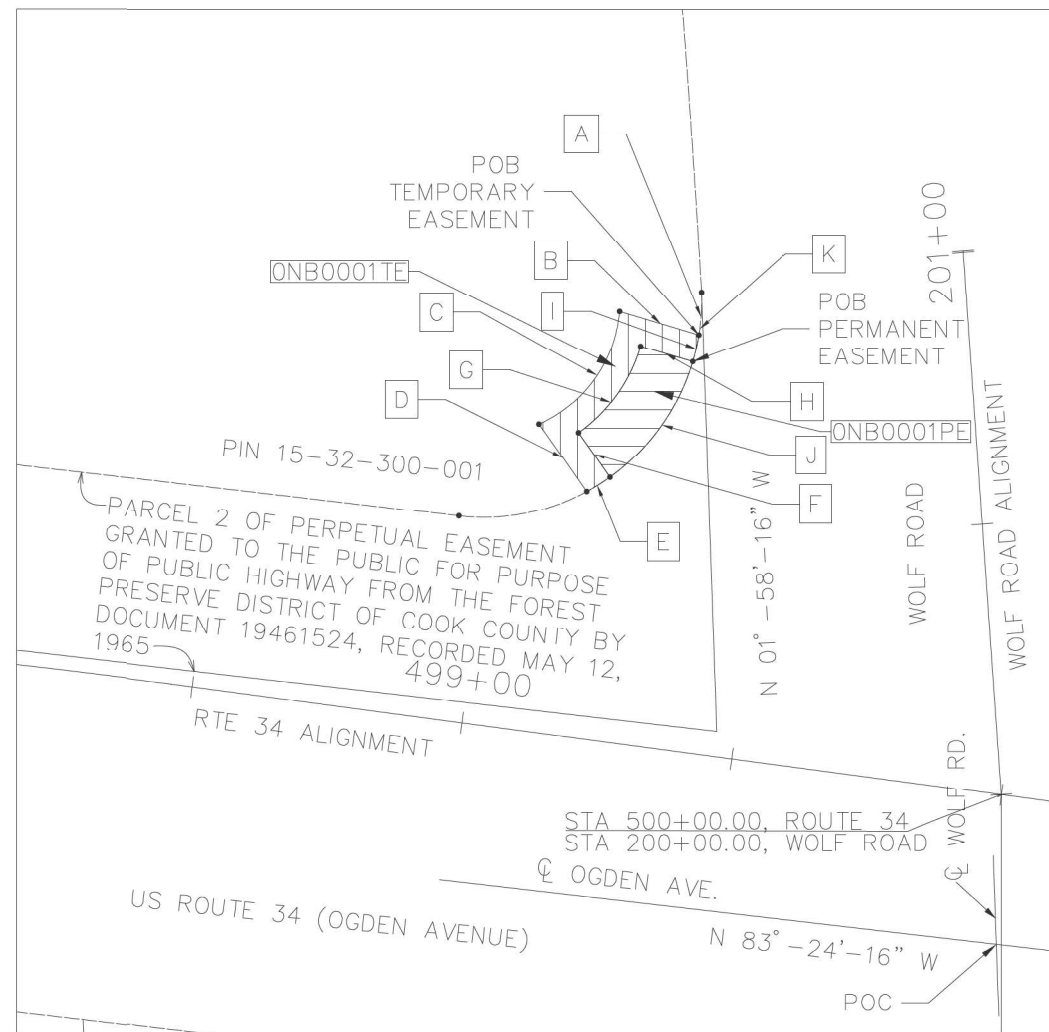 A
POB
TEMPORARY
EASEMENT
201+00
B
K
0NB0001TE
I
C
POB
PERMANENT
EASEMENT
G
D
H
0NB0001PE
J
PIN 15-32-300-001
F
E
N 01°-58'-16" W
WOLF ROAD
WOLF ROAD ALIGNMENT
PARCEL 2 OF PERPETUAL EASEMENT
GRANTED TO THE PUBLIC FOR PURPOSE
OF PUBLIC HIGHWAY FROM THE FOREST
PRESERVE DISTRICT OF COOK COUNTY BY
DOCUMENT 19461524, RECORDED MAY 12,
1965
499+00
RTE 34 ALIGNMENT
STA 500+00.00, ROUTE 34
STA 200+00.00, WOLF ROAD
℄ WOLF RD.
℄ OGDEN AVE.
US ROUTE 34 (OGDEN AVENUE)
N 83°-24'-16" W
POC